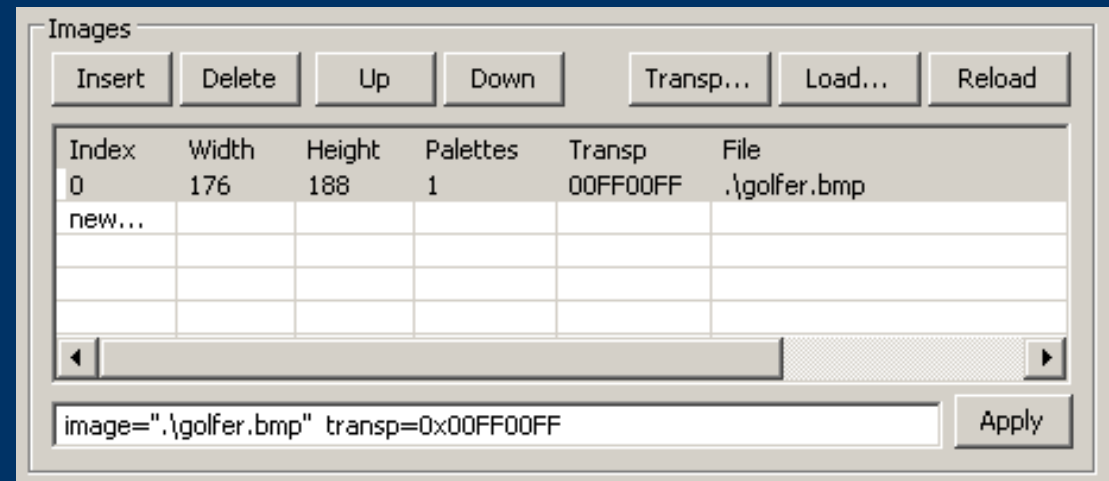 Images
Insert Delete Up Down Transp... Load... Reload
Index Width Height Palettes Transp File
0 176 188 1 00FF00FF .\golfer.bmp
new...
image=".\golfer.bmp" transp=0x00FF00FF Apply